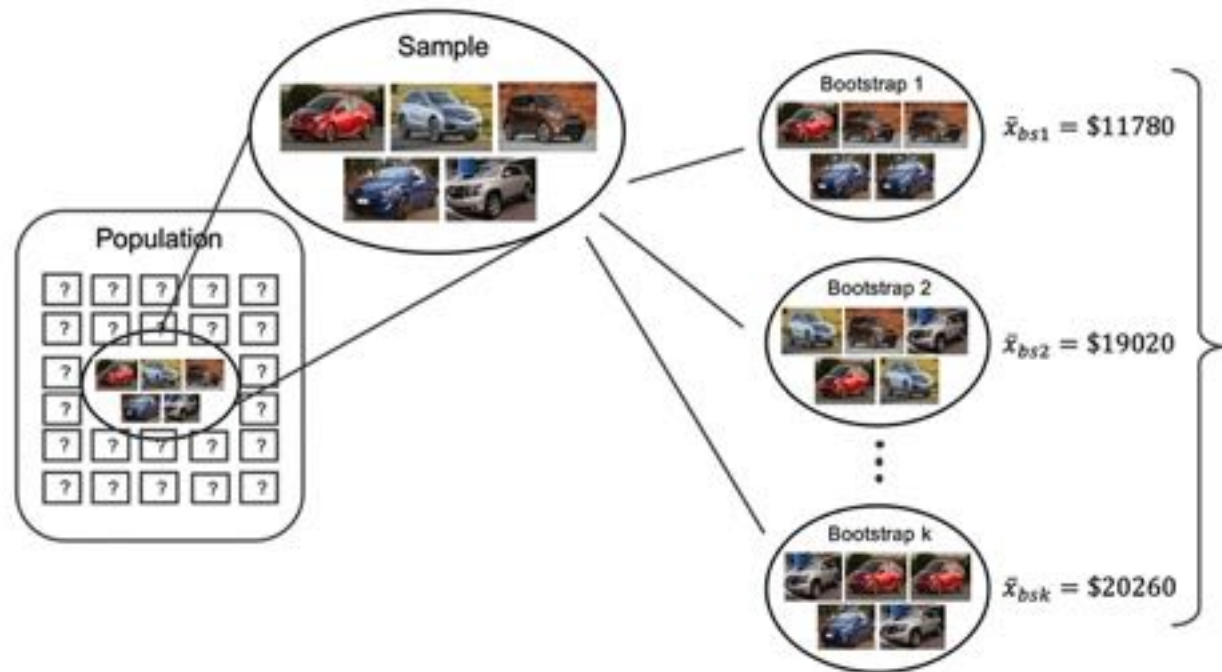 Sample
Population
? ? ? ? ?
? ? ? ? ?
? ?
? ?
? ? ? ? ?
? ? ? ? ?
Bootstrap 1
x̄bs1 = $11780
Bootstrap 2
x̄bs2 = $19020
Bootstrap k
x̄bsk = $20260